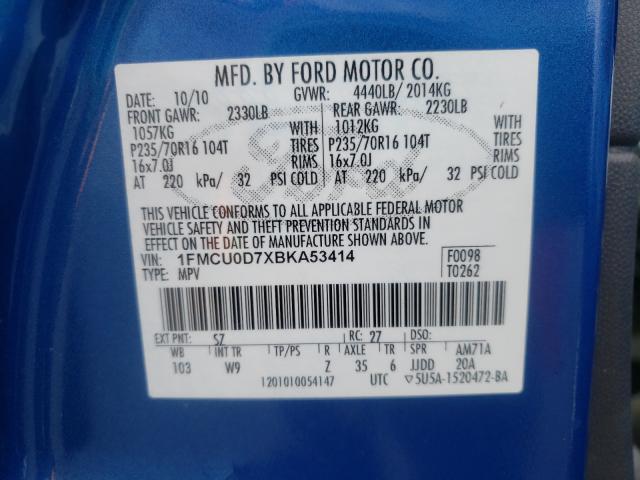 MFD. BY FORD MOTOR CO.
DATE: 10/10 GVWR: 4440LB/ 2014KG
FRONT GAWR: 2330LB REAR GAWR: 2230LB
1057KG 1012KG
P235/70R16 104T TIRES P235/70R16 104T TIRES
16x7.0J RIMS 16x7.0J RIMS
AT 220 kPa/ 32 PSI COLD AT 220 kPa/ 32 PSI COLD
Ford
THIS VEHICLE CONFORMS TO ALL APPLICABLE FEDERAL MOTOR
VEHICLE SAFETY AND THEFT PREVENTION STANDARDS IN
EFFECT ON THE DATE OF MANUFACTURE SHOWN ABOVE.
VIN: 1FMCU0D7XBKA53414 F0098
TYPE: MPV T0262
EXT PNT: SZ RC: 27 DSO:
WB INT TR TP/PS R AXLE TR SPR AM71A
103 W9 Z 35 6 JJDD 20A
1201010054147 UTC ▽5U5A-1520472-BA